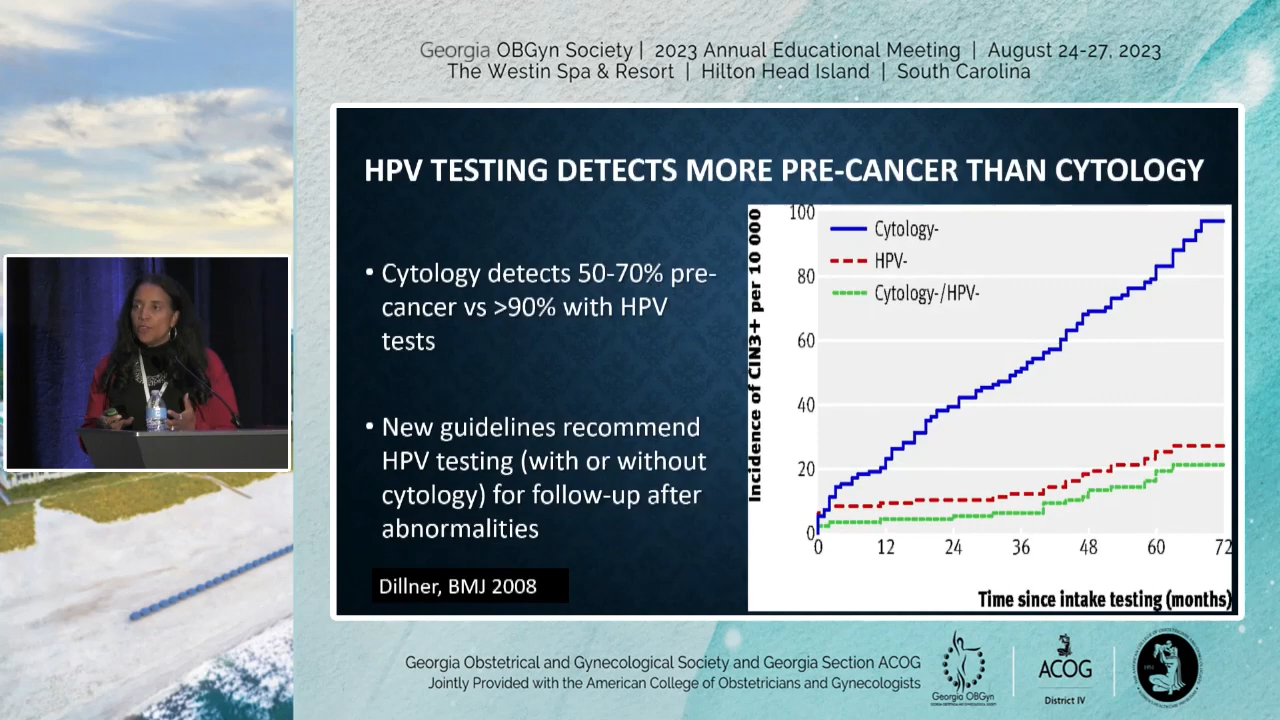 Georgia OBGyn Society | 2023 Annual Educational Meeting | August 24-27, 2023
The Westin Spa & Resort | Hilton Head Island | South Carolina
HPV TESTING DETECTS MORE PRE-CANCER THAN CYTOLOGY
• Cytology detects 50-70% pre-
cancer vs >90% with HPV
tests
• New guidelines recommend
HPV testing (with or without
cytology) for follow-up after
abnormalities
Dillner, BMJ 2008
Incidence of CIN3+ per 10 000
100
80
60
40
20
0
Cytology-
HPV-
Cytology-/HPV-
0 12 24 36 48 60 72
Time since intake testing (months)
Georgia Obstetrical and Gynecological Society and Georgia Section ACOG
Jointly Provided with the American College of Obstetricians and Gynecologists
Georgia OBGyn
ACOG
District IV
1951